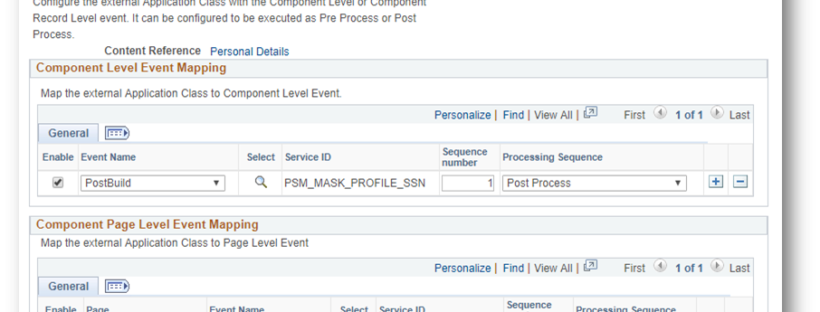 Configure the external Application Class with the Component Level or Component
Record Level event. It can be configured to be executed as Pre Process or Post
Process.
Content Reference Personal Details
Component Level Event Mapping
Map the external Application Class to Component Level Event.
Personalize | Find | View All | First 1 of 1 Last
General
Enable Event Name Select Service ID Sequence number Processing Sequence
PostBuild PSM_MASK_PROFILE_SSN 1 Post Process
Component Page Level Event Mapping
Map the external Application Class to Page Level Event
Personalize | Find | View All | First 1 of 1 Last
General
Enable Page Event Name Select Service ID Sequence Processing Sequence